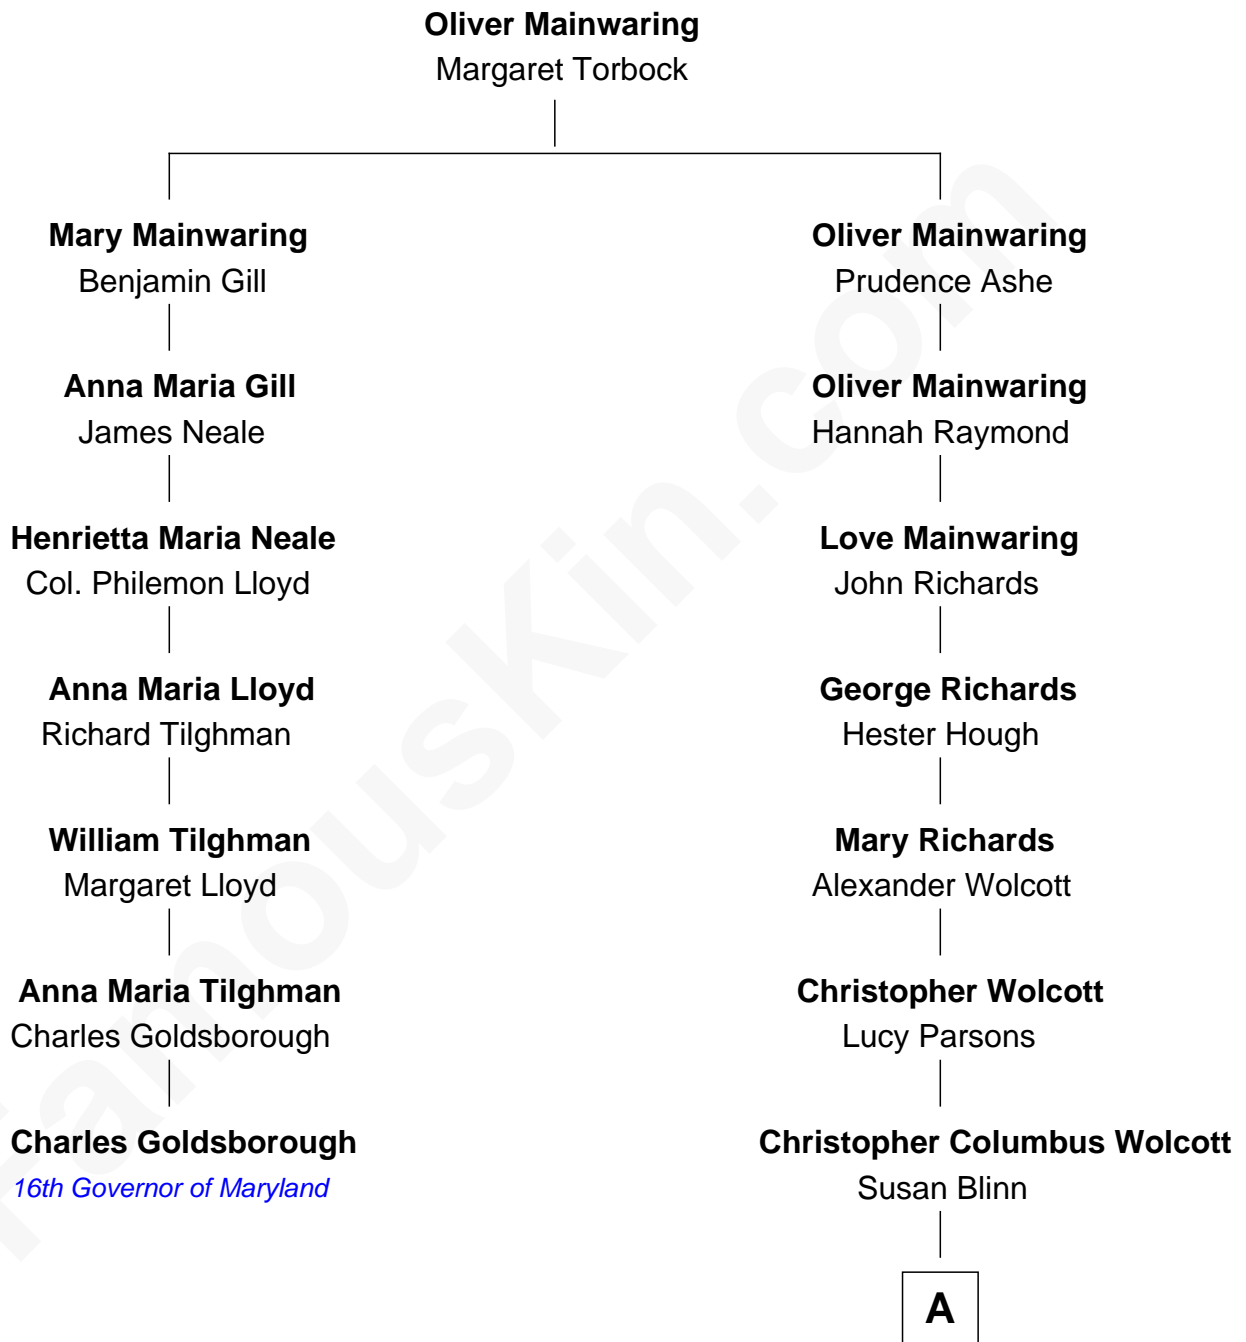 Oliver Mainwaring
Margaret Torbock
Mary Mainwaring
Benjamin Gill
Anna Maria Gill
James Neale
Henrietta Maria Neale
Col. Philemon Lloyd
Anna Maria Lloyd
Richard Tilghman
William Tilghman
Margaret Lloyd
Anna Maria Tilghman
Charles Goldsborough
Charles Goldsborough
16th Governor of Maryland
Oliver Mainwaring
Prudence Ashe
Oliver Mainwaring
Hannah Raymond
Love Mainwaring
John Richards
George Richards
Hester Hough
Mary Richards
Alexander Wolcott
Christopher Wolcott
Lucy Parsons
Christopher Columbus Wolcott
Susan Blinn
A
FamousKin.com